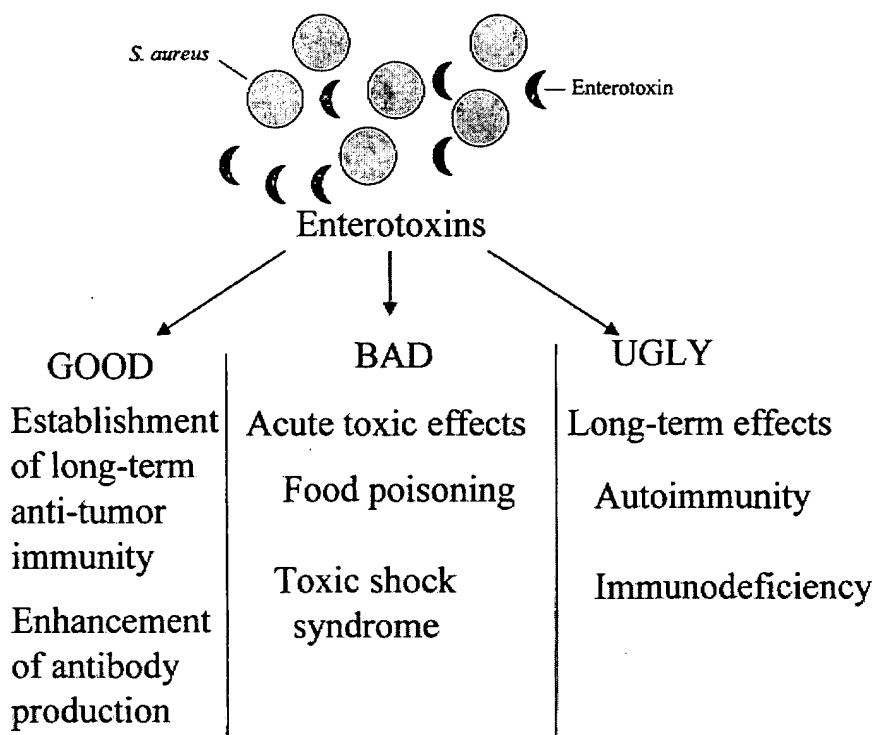 S. aureus
Enterotoxin
Enterotoxins
GOOD
Establishment
of long-term
anti-tumor
immunity
Enhancement
of antibody
production
BAD
Acute toxic effects
Food poisoning
Toxic shock
syndrome
UGLY
Long-term effects
Autoimmunity
Immunodeficiency